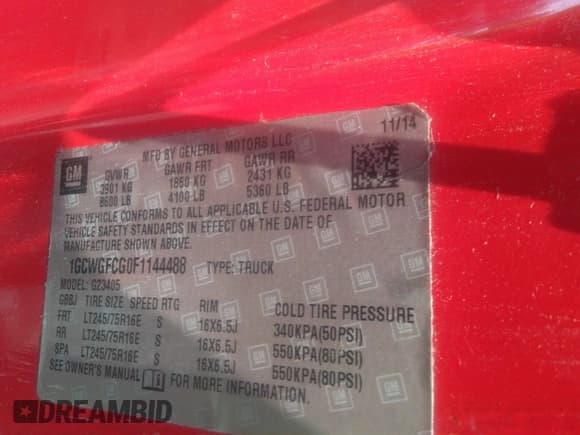 11/14
MFD BY GENERAL MOTORS LLC
GM
GVWR GAWR FRT GAWR RR
3901 KG 1860 KG 2431 KG
8600 LB 4100 LB 5360 LB
THIS VEHICLE CONFORMS TO ALL APPLICABLE U.S. FEDERAL MOTOR
VEHICLE SAFETY STANDARDS IN EFFECT ON THE DATE OF
MANUFACTURE SHOWN ABOVE.
1GCWGFCG0F1144488 TYPE: TRUCK
MODEL: G23405
GBBJ TIRE SIZE SPEED RTG RIM COLD TIRE PRESSURE
FRT LT245/75R16E S 16X6.5J 340KPA(50PSI)
RR LT245/75R16E S 16X6.5J 550KPA(80PSI)
SPA LT245/75R16E S 16X6.5J 550KPA(80PSI)
SEE OWNER'S MANUAL FOR MORE INFORMATION.
DREAMBID